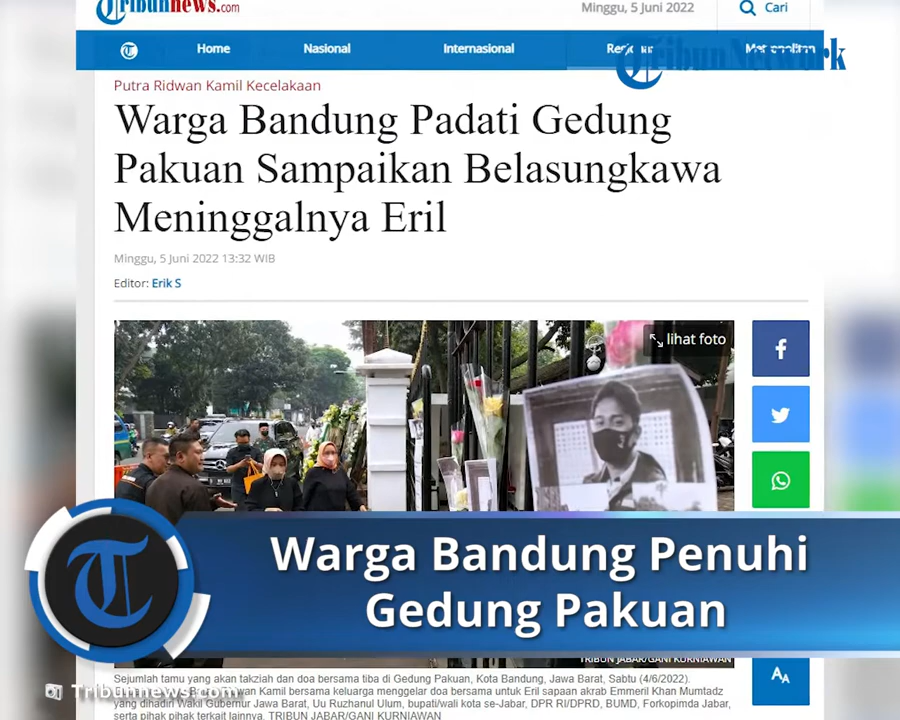 Tribunnews.com
Minggu, 5 Juni 2022
Cari
Home
Nasional
Internasional
TribunNetwork
Metropolitan
Putra Ridwan Kamil Kecelakaan
Warga Bandung Padati Gedung
Pakuan Sampaikan Belasungkawa
Meninggalnya Eril
Minggu, 5 Juni 2022 13:32 WIB
Editor: Erik S
lihat foto
Warga Bandung Penuhi
Gedung Pakuan
TRIBUN JABAR/GANI KURNIAWAN
AA
Sejumlah tamu yang akan takziah dan doa bersama tiba di Gedung Pakuan, Kota Bandung, Jawa Barat, Sabtu (4/6/2022).
Tribunnews.com
Kamil bersama keluarga menggelar doa bersama untuk Eril sapaan akrab Emmeril Khan Mumtadz
yang dihadiri Wakil Gubernur Jawa Barat, Uu Ruzhanul Ulum, bupati/wali kota se-Jabar, DPR RI/DPRD, BUMD, Forkopimda Jabar,
serta pihak pihak terkait lainnya. TRIBUN JABAR/GANI KURNIAWAN